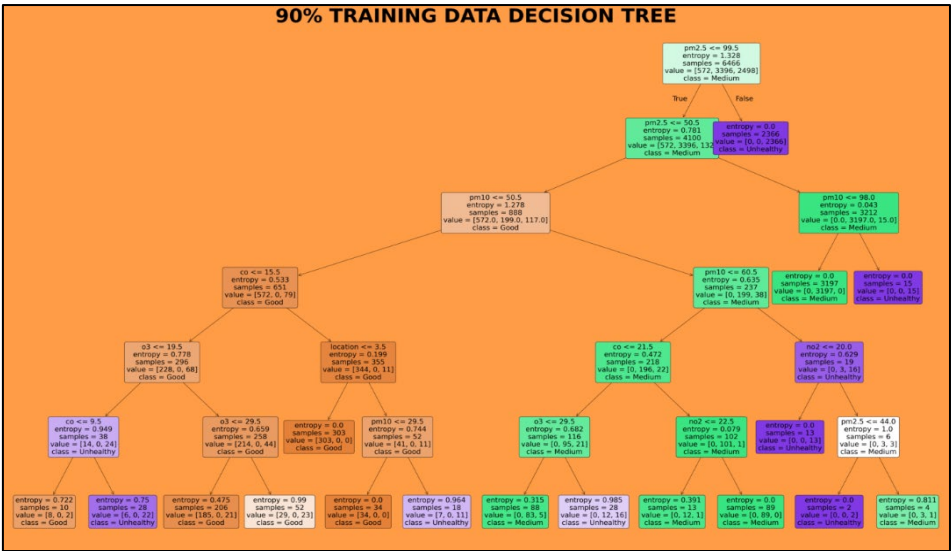 90% TRAINING DATA DECISION TREE
pm2.5 <= 99.5
entropy = 1.328
samples = 6466
value = [572, 3396, 2498]
class = Medium
True
False
pm2.5 <= 50.5
entropy = 0.781
samples = 4100
value = [572, 3396, 132
class = Medium
entropy = 0.0
samples = 2366
value = [0, 0, 2366]
class = Unhealthy
pm10 <= 50.5
entropy = 1.278
samples = 888
value = [572.0, 199.0, 117.0]
class = Good
pm10 <= 98.0
entropy = 0.043
samples = 3212
value = [0.0, 3197.0, 15.0]
class = Medium
co <= 15.5
entropy = 0.533
samples = 651
value = [572, 0, 79]
class = Good
pm10 <= 60.5
entropy = 0.635
samples = 237
value = [0, 199, 38]
class = Medium
entropy = 0.0
samples = 3197
value = [0, 3197, 0]
class = Medium
entropy = 0.0
samples = 15
value = [0, 0, 15]
class = Unhealthy
o3 <= 19.5
entropy = 0.778
samples = 296
value = [228, 0, 68]
class = Good
location <= 3.5
entropy = 0.199
samples = 355
value = [344, 0, 11]
class = Good
co <= 21.5
entropy = 0.472
samples = 218
value = [0, 196, 22]
class = Medium
no2 <= 20.0
entropy = 0.629
samples = 19
value = [0, 3, 16]
class = Unhealthy
co <= 9.5
entropy = 0.949
samples = 38
value = [14, 0, 24]
class = Unhealthy
o3 <= 29.5
entropy = 0.659
samples = 258
value = [214, 0, 44]
class = Good
entropy = 0.0
samples = 303
value = [303, 0, 0]
class = Good
pm10 <= 29.5
entropy = 0.744
samples = 52
value = [41, 0, 11]
class = Good
o3 <= 29.5
entropy = 0.682
samples = 116
value = [0, 95, 21]
class = Medium
no2 <= 22.5
entropy = 0.079
samples = 102
value = [0, 101, 1]
class = Medium
entropy = 0.0
samples = 13
value = [0, 0, 13]
class = Unhealthy
pm2.5 <= 44.0
entropy = 1.0
samples = 6
value = [0, 3, 3]
class = Medium
entropy = 0.722
samples = 10
value = [8, 0, 2]
class = Good
entropy = 0.75
samples = 28
value = [6, 0, 22]
class = Unhealthy
entropy = 0.475
samples = 206
value = [185, 0, 21]
class = Good
entropy = 0.99
samples = 52
value = [29, 0, 23]
class = Good
entropy = 0.0
samples = 34
value = [34, 0, 0]
class = Good
entropy = 0.964
samples = 18
value = [7, 0, 11]
class = Unhealthy
entropy = 0.315
samples = 88
value = [0, 83, 5]
class = Medium
entropy = 0.985
samples = 28
value = [0, 12, 16]
class = Unhealthy
entropy = 0.391
samples = 13
value = [0, 12, 1]
class = Medium
entropy = 0.0
samples = 89
value = [0, 89, 0]
class = Medium
entropy = 0.0
samples = 2
value = [0, 0, 2]
class = Unhealthy
entropy = 0.811
samples = 4
value = [0, 3, 1]
class = Medium